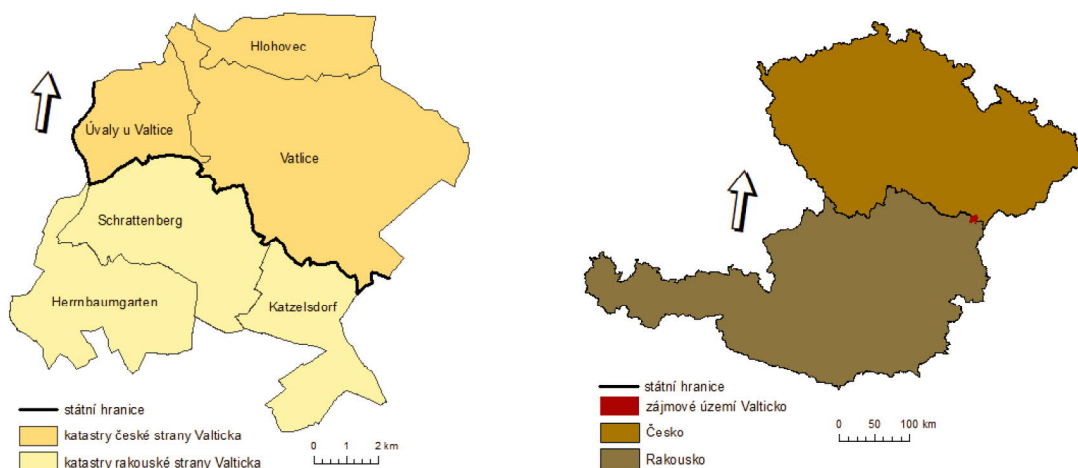 Hlohovec
Úvaly u Valtice
Vatlice
Schrattenberg
Herrnbaumgarten
Katzelsdorf
státní hranice
katastry české strany Valticka
katastry rakouské strany Valticka
0 1 2 km
státní hranice
zájmové území Valticko
Česko
Rakousko
0 50 100 km